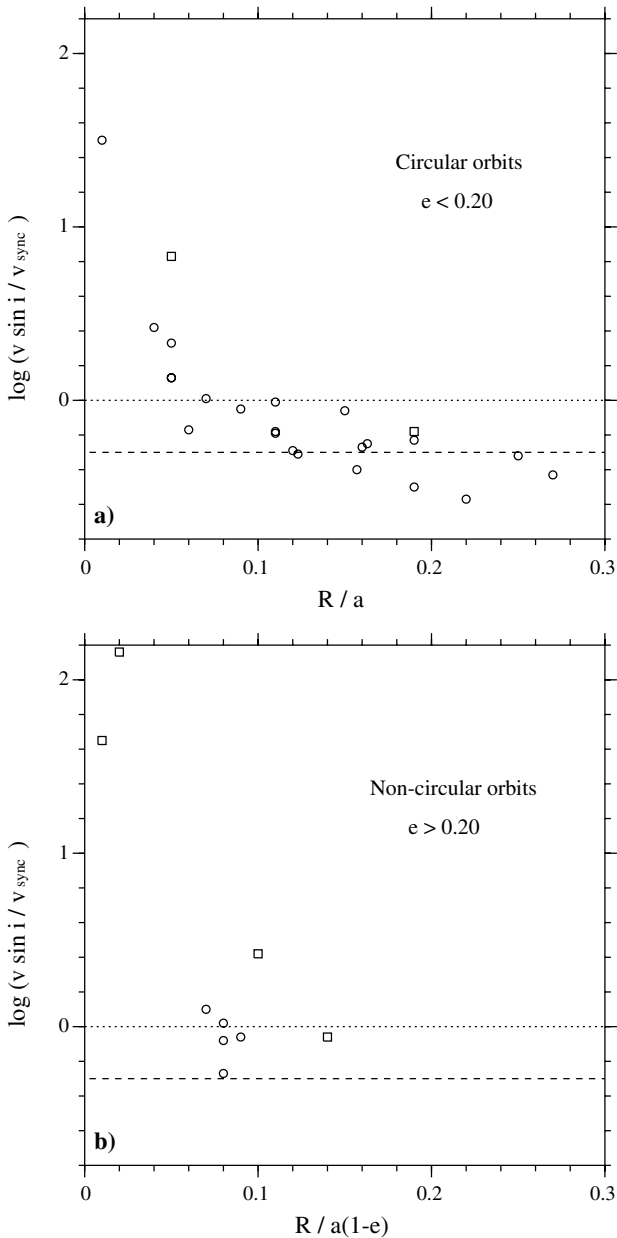 2
1
0
log (v sin i / v sync )
Circular orbits
e < 0.20
a)
0
0.1
0.2
0.3
R / a
2
1
0
log (v sin i / v sync )
Non-circular orbits
e > 0.20
b)
0
0.1
0.2
0.3
R / a(1-e)